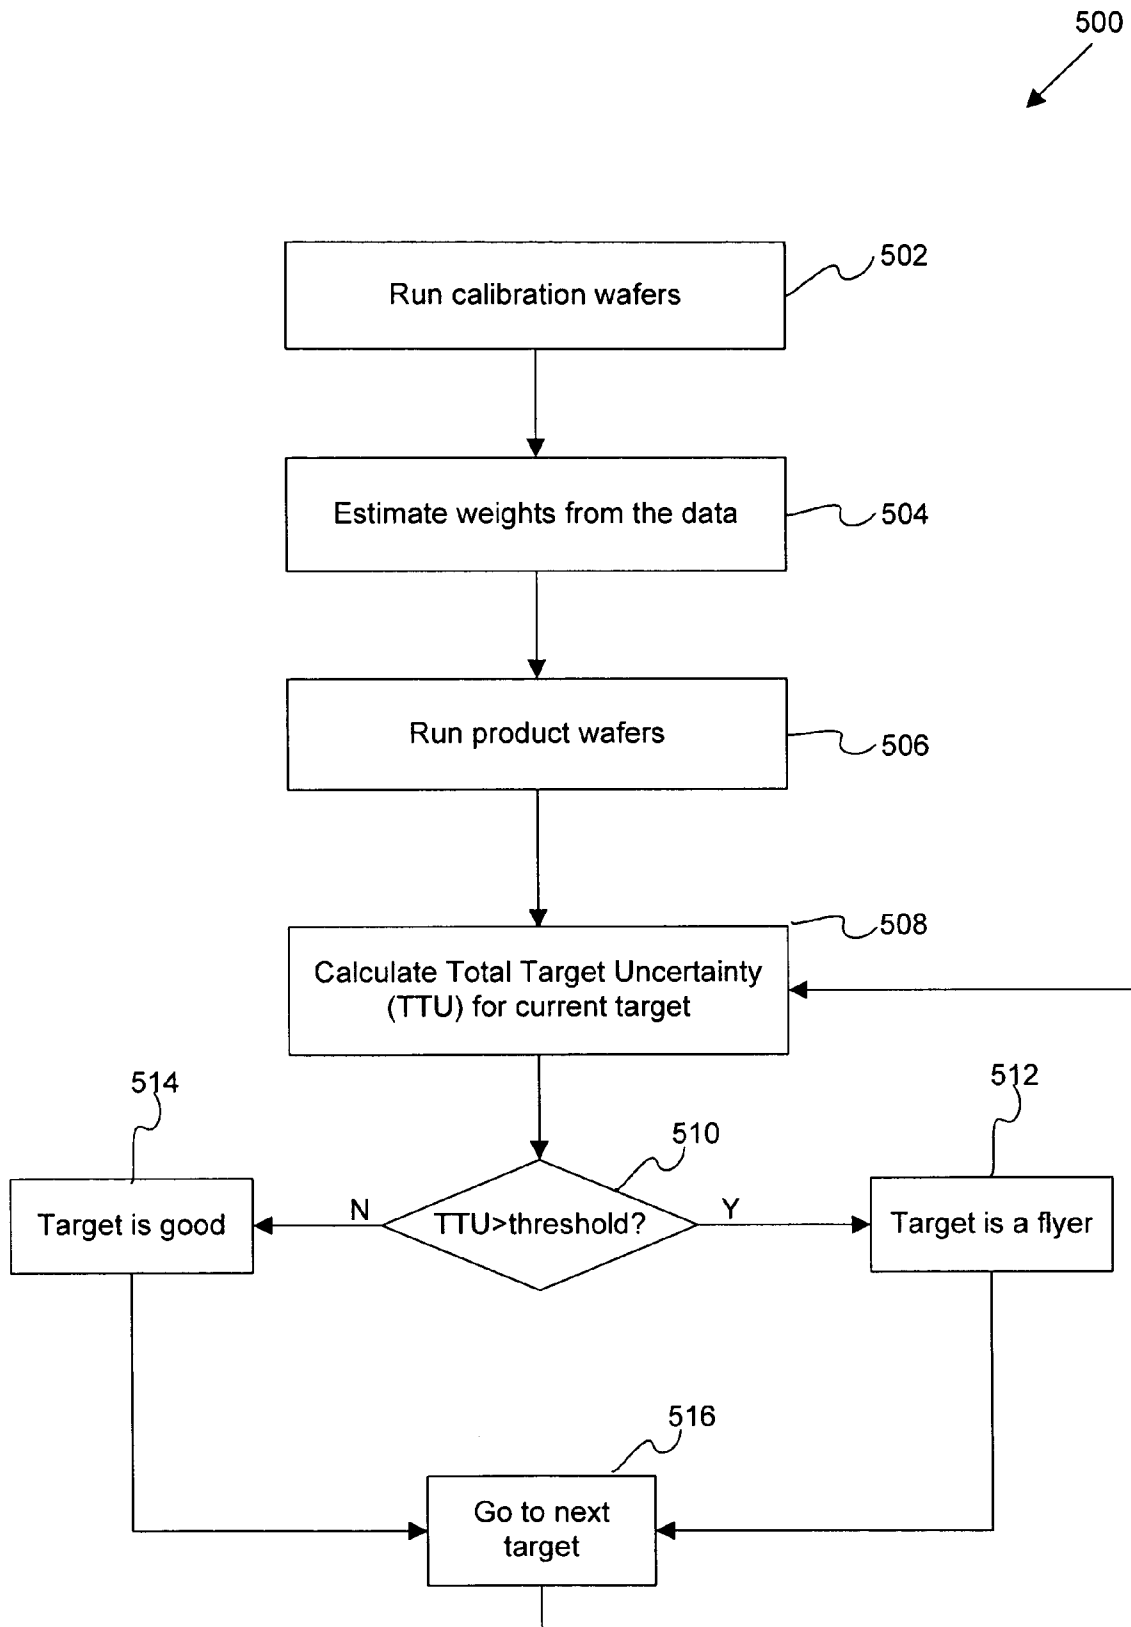 500
Run calibration wafers
502
Estimate weights from the data
504
Run product wafers
506
508
Calculate Total Target Uncertainty
(TTU) for current target
514
512
510
Target is good
N
TTU>threshold?
Y
Target is a flyer
516
Go to next
target